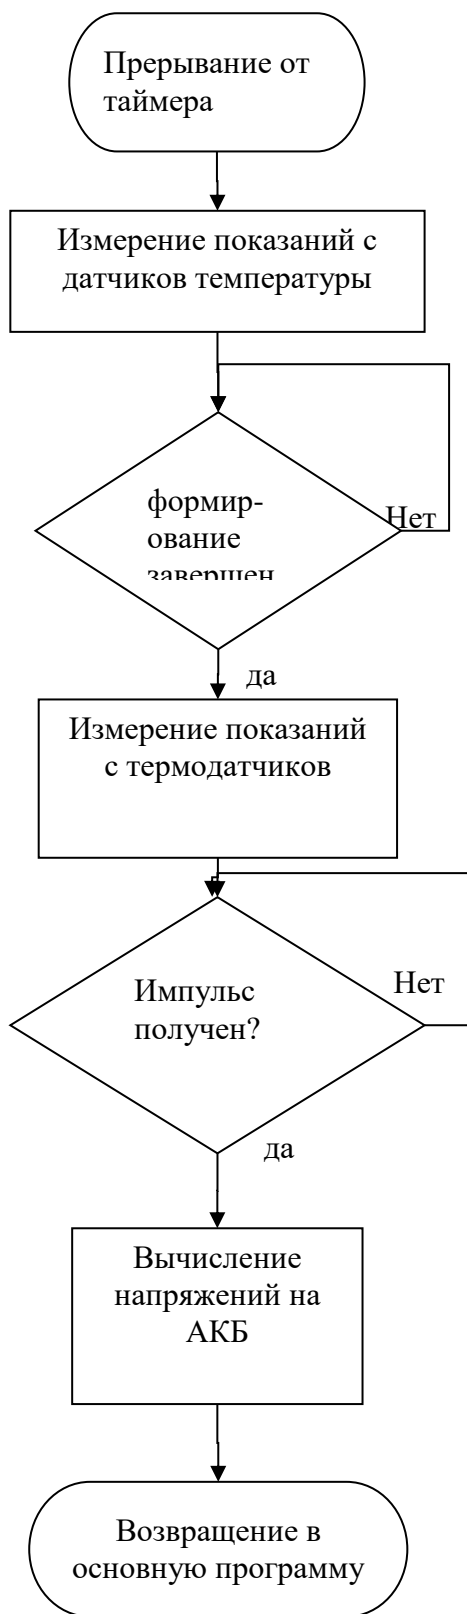 Прерывание от
таймера
Измерение показаний с
датчиков температуры
формир-
ование
завершен
Нет
да
Измерение показаний
с термодатчиков
Импульс
получен?
Нет
да
Вычисление
напряжений на
АКБ
Возвращение в
основную программу